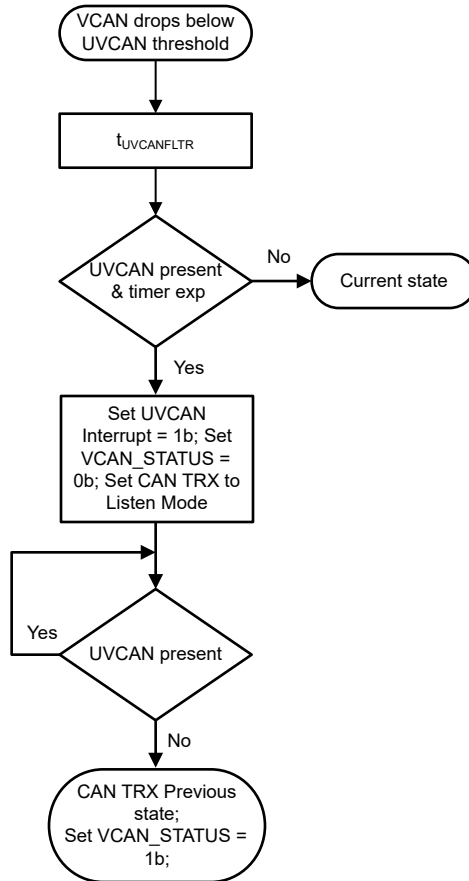 VCAN drops below
UVCAN threshold
tUVCANFLTR
UVCAN present
& timer exp
No
Current state
Yes
Set UVCAN
Interrupt = 1b; Set
VCAN_STATUS =
0b; Set CAN TRX to
Listen Mode
Yes
UVCAN present
No
CAN TRX Previous
state;
Set VCAN_STATUS =
1b;